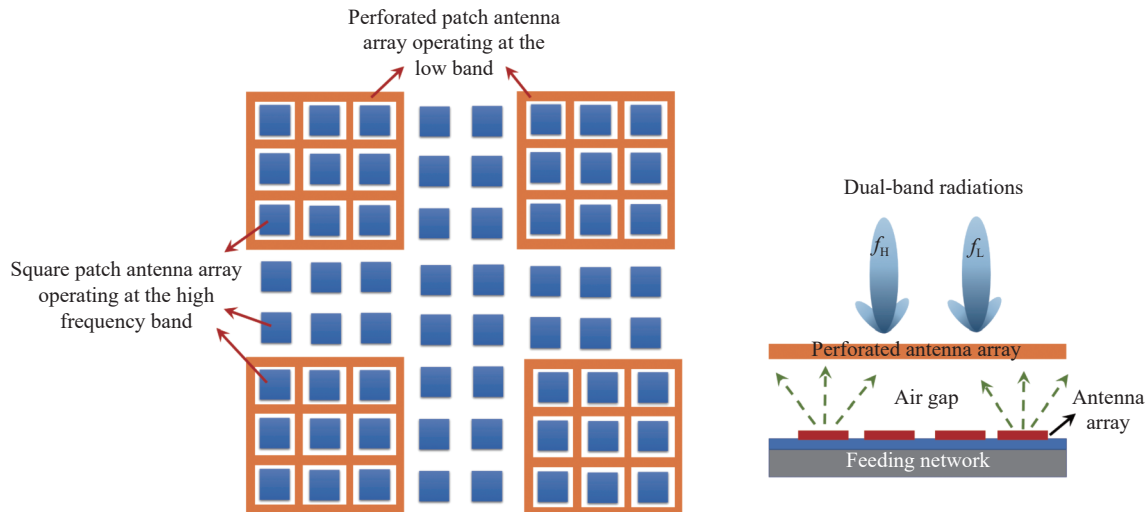 Perforated patch antenna
array operating at the
low band
Square patch antenna array
operating at the high
frequency band
Dual-band radiations
fH
fL
Perforated antenna array
Air gap
Antenna
array
Feeding network